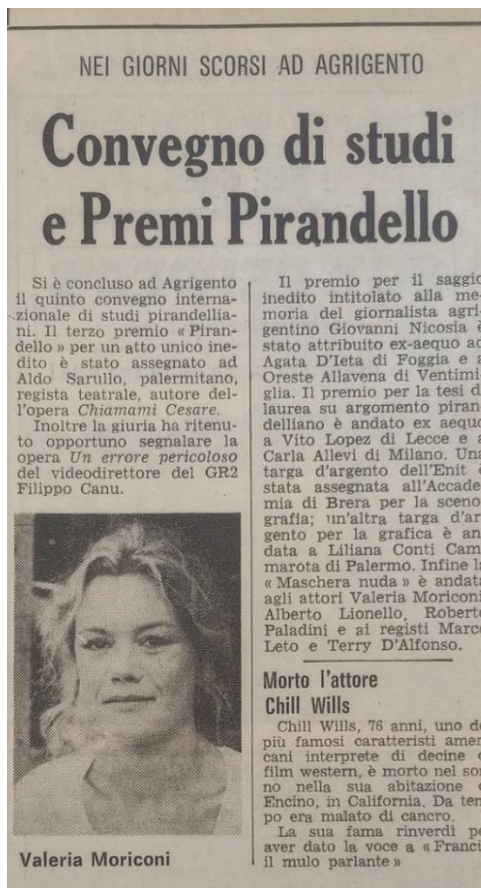 NEI GIORNI SCORSI AD AGRIGENTO
Convegno di studi
e Premi Pirandello
Si è concluso ad Agrigento
il quinto convegno interna-
zionale di studi pirandellia-
ni. Il terzo premio « Piran-
dello » per un atto unico ine-
dito è stato assegnato ad
Aldo Sarullo, palermitano,
regista teatrale, autore del-
l'opera Chiamami Cesare.
Inoltre la giuria ha ritenu-
to opportuno segnalare la
opera Un errore pericoloso
del videodirettore del GR2
Filippo Canu.
Valeria Moriconi
Il premio per il saggio
inedito intitolato alla me-
moria del giornalista agri-
gentino Giovanni Nicosia è
stato attribuito ex-aequo ad
Agata D'Ieta di Foggia e a
Oreste Allavena di Ventimi-
glia. Il premio per la tesi di
laurea su argomento piran-
delliano è andato ex aequo
a Vito Lopez di Lecce e a
Carla Allevi di Milano. Una
targa d'argento dell'Enit è
stata assegnata all'Accade-
mia di Brera per la sceno-
grafia; un'altra targa d'ar-
gento per la grafica è an-
data a Liliana Conti Cam-
marota di Palermo. Infine la
« Maschera nuda » è andata
agli attori Valeria Moriconi,
Alberto Lionello, Roberto
Paladini e ai registi Marco
Leto e Terry D'Alfonso.
Morto l'attore
Chill Wills
Chill Wills, 76 anni, uno de
più famosi caratteristi amer
cani interprete di decine
film western, è morto nel son
no nella sua abitazione
Encino, in California. Da tem
po era malato di cancro.
La sua fama rinverdì pe
aver dato la voce a « Franci
il mulo parlante »